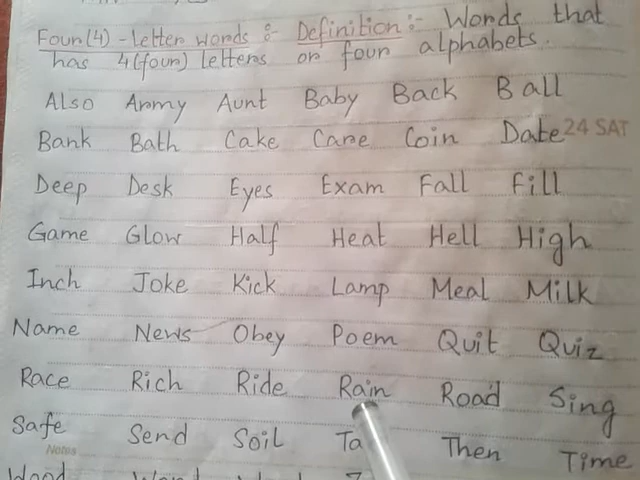 Four(4)-letter words :- Definition:- Words that
has 4(four) letters or four alphabets.
Also Army Aunt Baby Back Ball
Bank Bath Cake Care Coin Date 24 SAT
Deep Desk Eyes Exam Fall Fill
Game Glow Half Heat Hell High
Inch Joke Kick Lamp Meal Milk
Name News Obey Poem Quit Quiz
Race Rich Ride Rain Road Sing
Safe Send Soil Ta Then Time
Notes